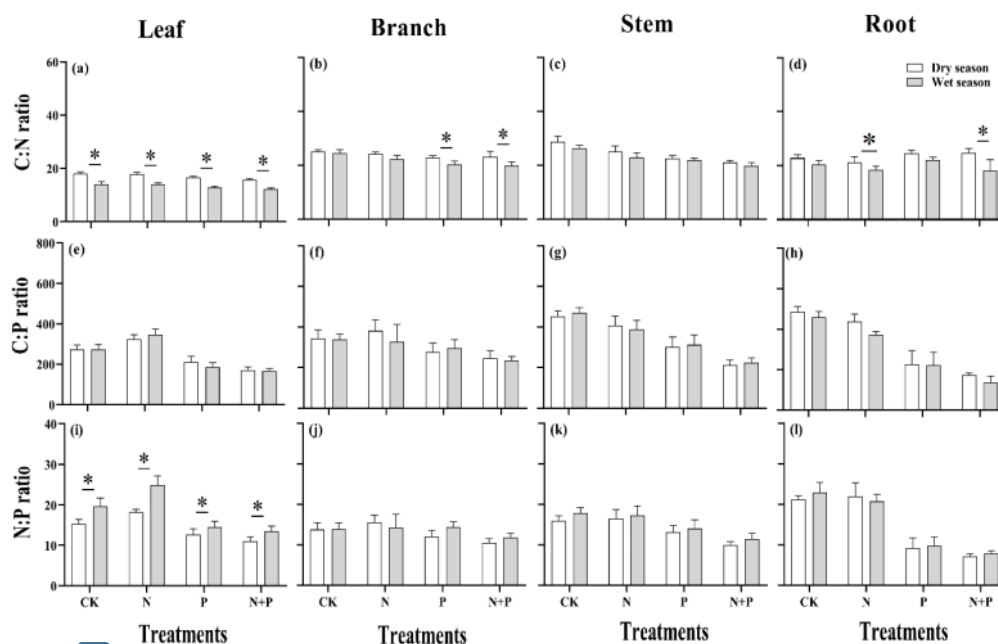 Leaf Branch Stem Root
C:N ratio
60
40
20
0
(a)
* * * *
(b)
* *
(c)
(d)
* *
Dry season
Wet season
C:P ratio
800
600
400
200
0
(e)
(f)
(g)
(h)
N:P ratio
40
30
20
10
0
(i)
* * * *
(j)
(k)
(l)
CK N P N+P CK N P N+P CK N P N+P CK N P N+P
Treatments Treatments Treatments Treatments